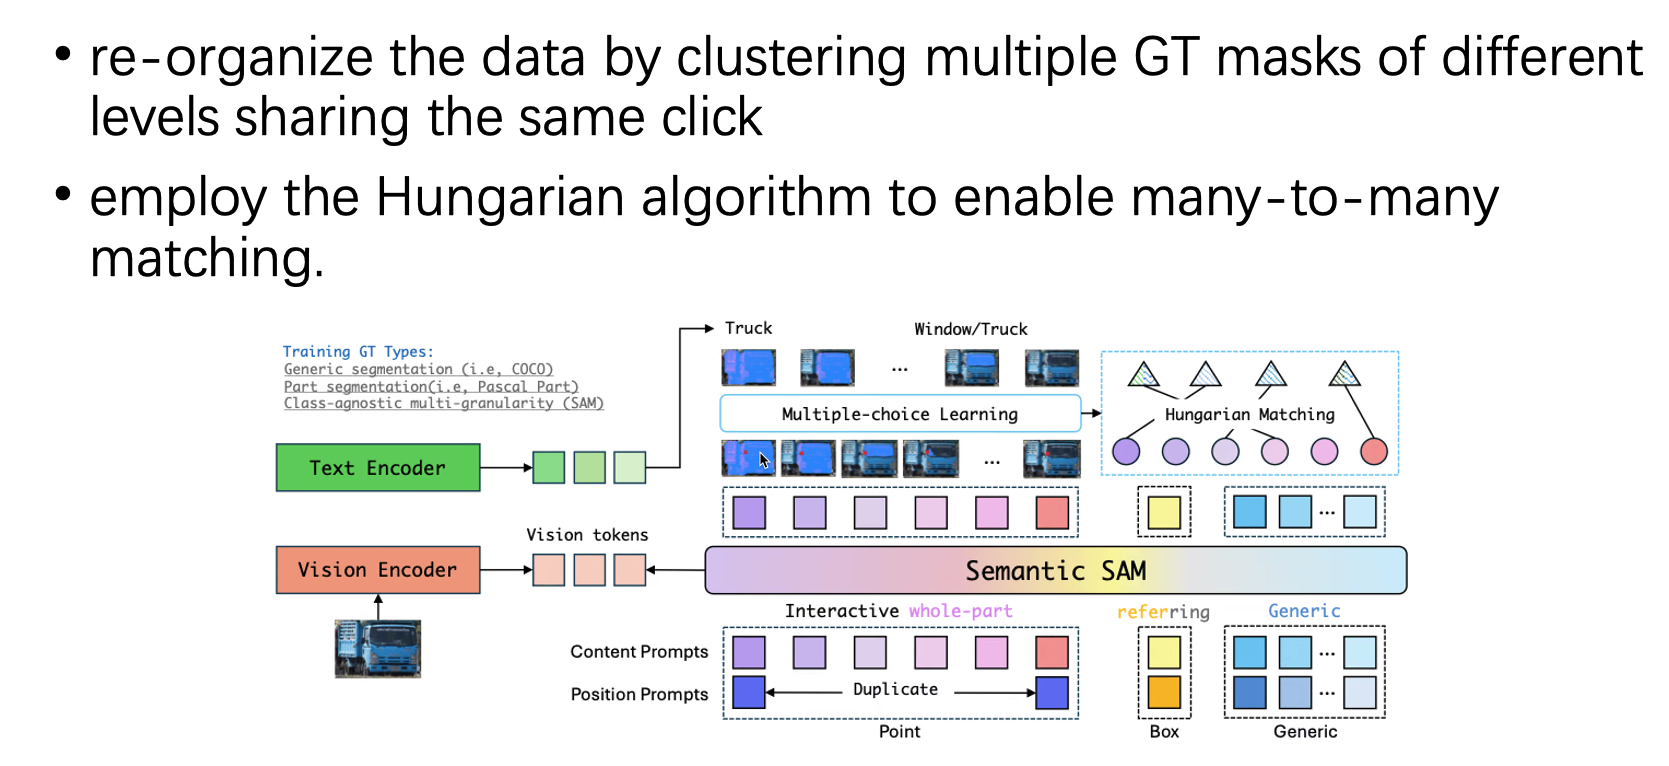 • re-organize the data by clustering multiple GT masks of different
levels sharing the same click
• employ the Hungarian algorithm to enable many-to-many
matching.
Truck
Window/Truck
Training GT Types:
Generic segmentation (i.e, COCO)
Part segmentation(i.e, Pascal Part)
Class-agnostic multi-granularity (SAM)
...
Multiple-choice Learning
Hungarian Matching
Text Encoder
...
...
Vision tokens
Vision Encoder
Semantic SAM
Interactive whole-part
referring
Generic
Content Prompts
...
Position Prompts
Duplicate
...
Point
Box
Generic